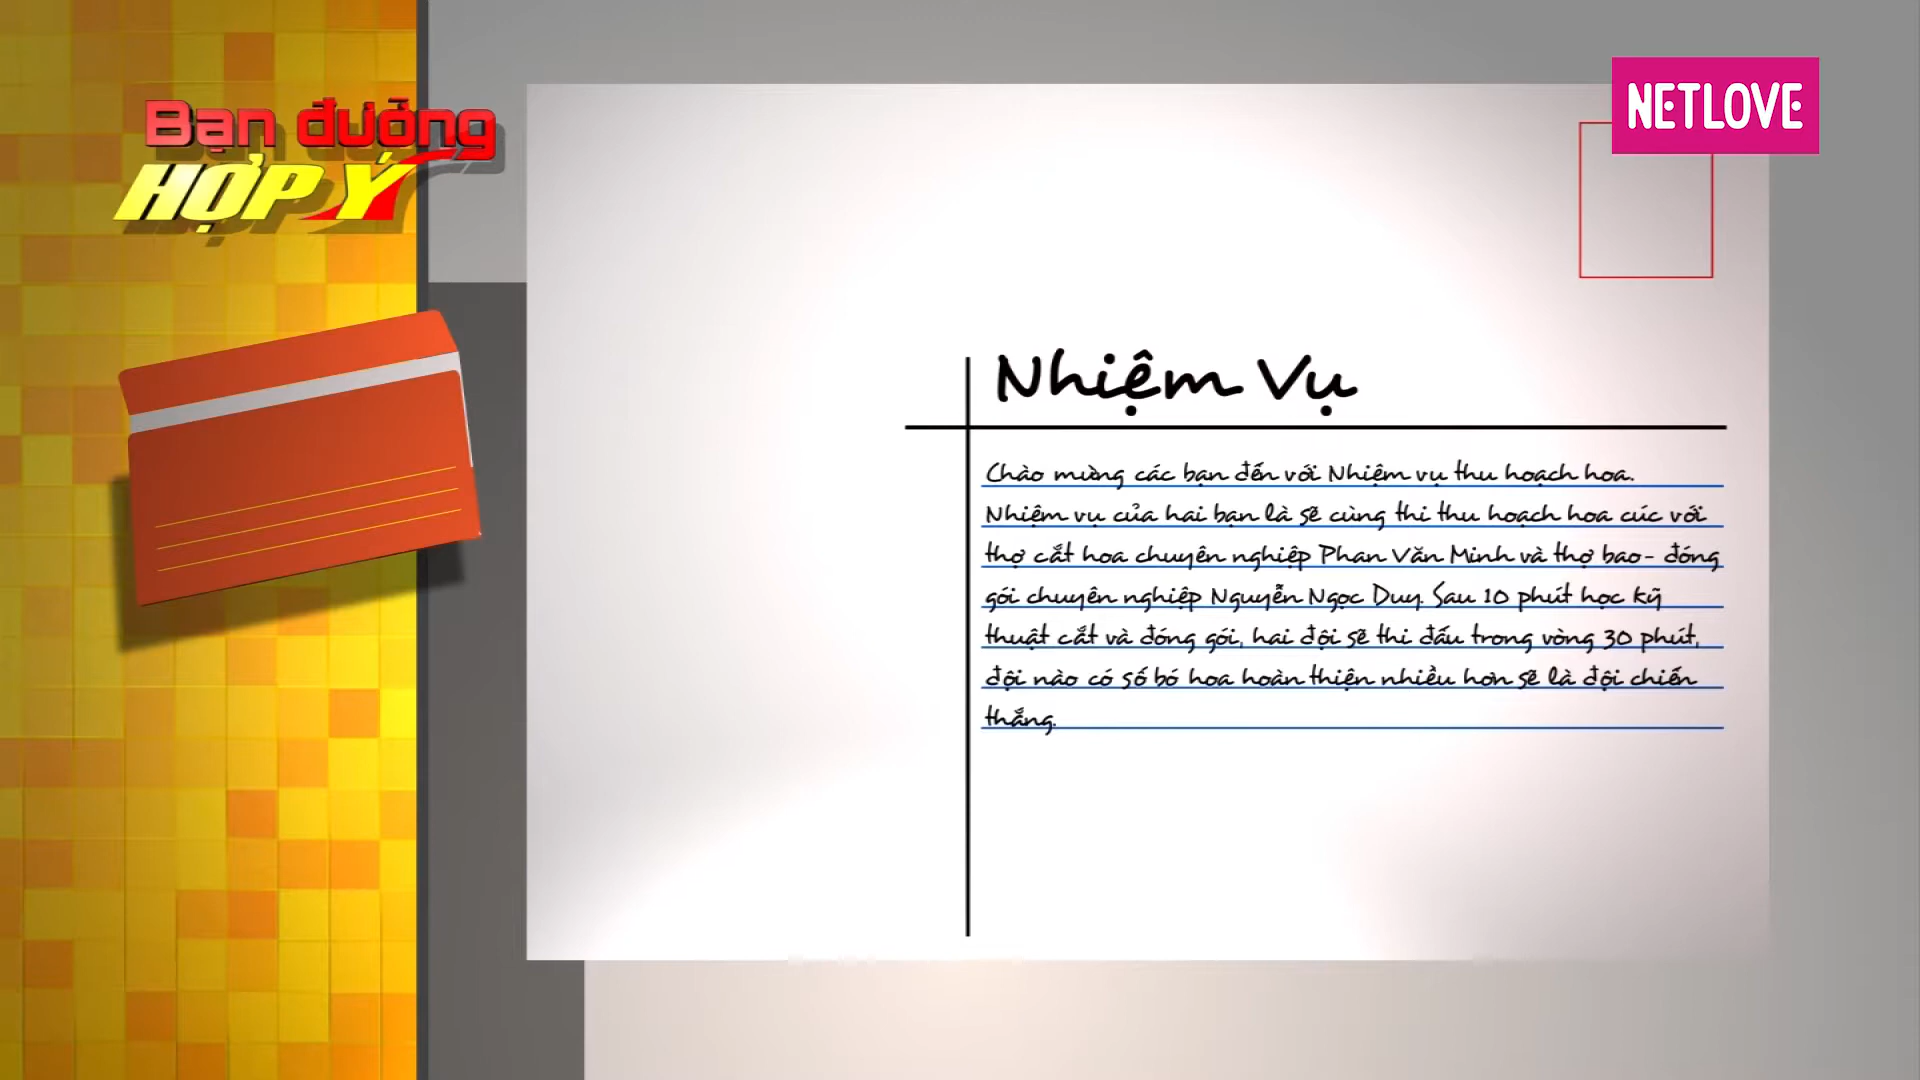 Bạn đường
HỢP Ý
NETLOVE
Nhiệm Vụ
Chào mừng các bạn đến với Nhiệm vụ thu hoạch hoa.
Nhiệm vụ của hai bạn là sẽ cùng thi thu hoạch hoa cúc với
thợ cắt hoa chuyên nghiệp Phan Văn Minh và thợ bao- đóng
gói chuyên nghiệp Nguyễn Ngọc Duy. Sau 10 phút học kỹ
thuật cắt và đóng gói, hai đội sẽ thi đấu trong vòng 30 phút,
đội nào có số bó hoa hoàn thiện nhiều hơn sẽ là đội chiến
thắng.